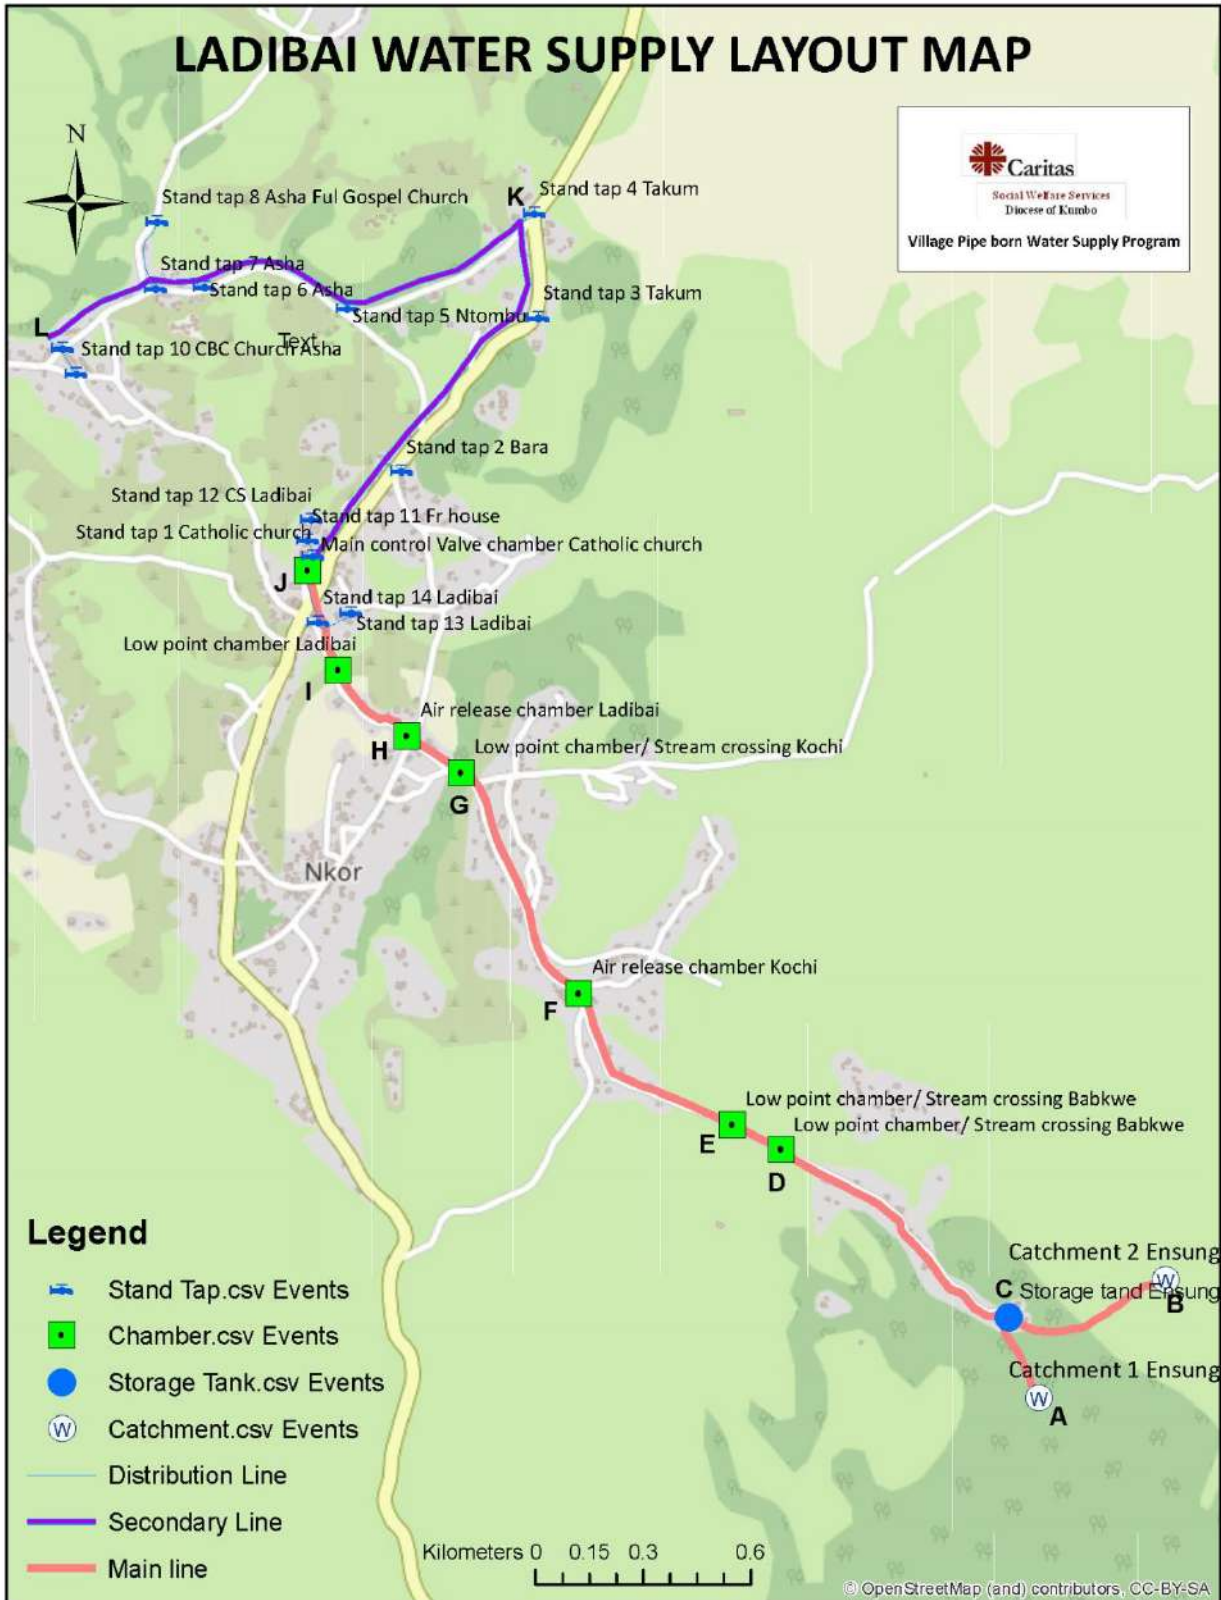 LADIBAI WATER SUPPLY LAYOUT MAP
N
Caritas
Social Welfare Services
Diocese of Kumbo
Village Pipe born Water Supply Program
K
Stand tap 4 Takum
Stand tap 8 Asha Ful Gospel Church
Stand tap 7 Asha
Stand tap 6 Asha
Stand tap 3 Takum
Stand tap 5 Ntombu
L
Text
Stand tap 10 CBC Church Asha
Stand tap 2 Bara
Stand tap 12 CS Ladibai
Stand tap 11 Fr house
Stand tap 1 Catholic church
Main control Valve chamber Catholic church
J
Stand tap 14 Ladibai
Stand tap 13 Ladibai
Low point chamber Ladibai
I
Air release chamber Ladibai
H
Low point chamber/ Stream crossing Kochi
G
Nkor
Air release chamber Kochi
F
Low point chamber/ Stream crossing Babkwe
E
Low point chamber/ Stream crossing Babkwe
D
Catchment 2 Ensung
W
C
Storage tand Ensung
B
Catchment 1 Ensung
W
A
Legend
Stand Tap.csv Events
Chamber.csv Events
Storage Tank.csv Events
W Catchment.csv Events
Distribution Line
Secondary Line
Main line
Kilometers 0 0.15 0.3 0.6
© OpenStreetMap (and) contributors, CC-BY-SA